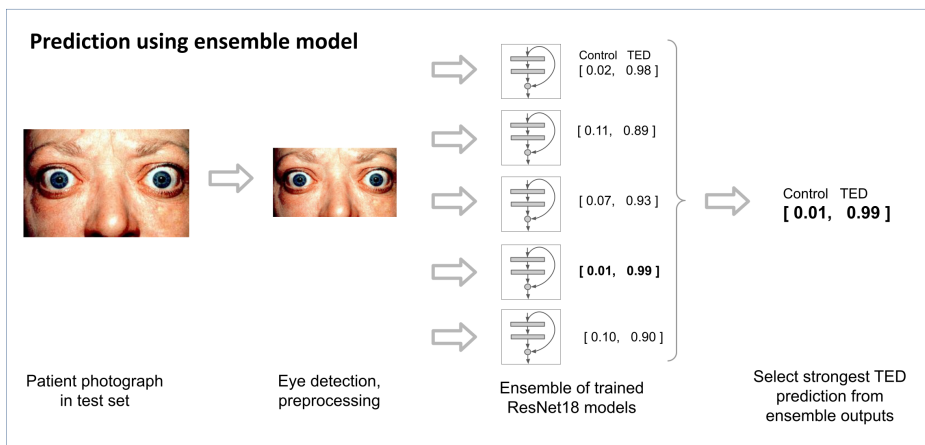 Prediction using ensemble model
Control TED
[ 0.02, 0.98 ]
[ 0.11, 0.89 ]
[ 0.07, 0.93 ]
[ 0.01, 0.99 ]
[ 0.10, 0.90 ]
Control TED
[ 0.01, 0.99 ]
Patient photograph
in test set
Eye detection,
preprocessing
Ensemble of trained
ResNet18 models
Select strongest TED
prediction from
ensemble outputs